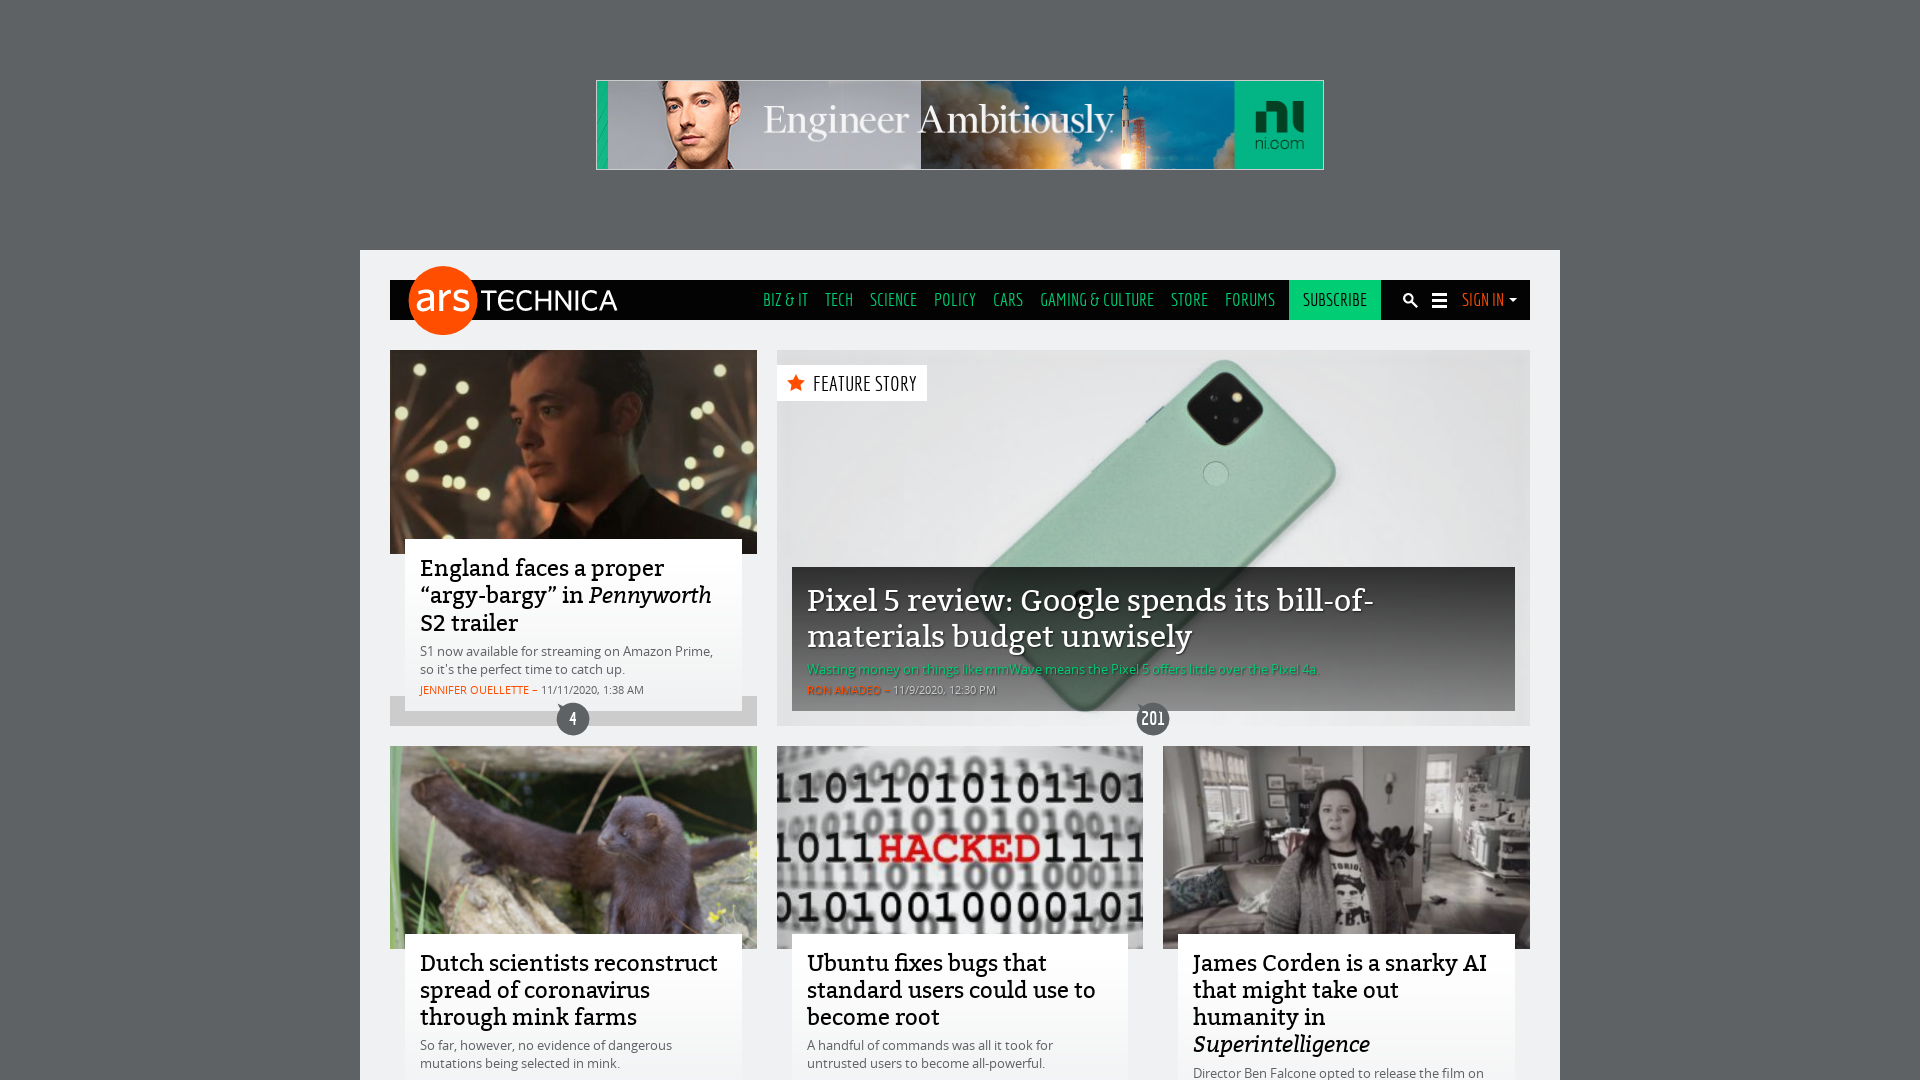 Engineer Ambitiously.
ni
ni.com
ars TECHNICA
BIZ & IT TECH SCIENCE POLICY CARS GAMING & CULTURE STORE FORUMS SUBSCRIBE SIGN IN
FEATURE STORY
England faces a proper
“argy-bargy” in Pennyworth
S2 trailer
S1 now available for streaming on Amazon Prime,
so it's the perfect time to catch up.
JENNIFER OUELLETTE – 11/11/2020, 1:38 AM
4
Pixel 5 review: Google spends its bill-of-
materials budget unwisely
Wasting money on things like mmWave means the Pixel 5 offers little over the Pixel 4a.
RON AMADEO – 11/9/2020, 12:30 PM
201
Dutch scientists reconstruct
spread of coronavirus
through mink farms
So far, however, no evidence of dangerous
mutations being selected in mink.
HACKED
Ubuntu fixes bugs that
standard users could use to
become root
A handful of commands was all it took for
untrusted users to become all-powerful.
James Corden is a snarky AI
that might take out
humanity in
Superintelligence
Director Ben Falcone opted to release the film on